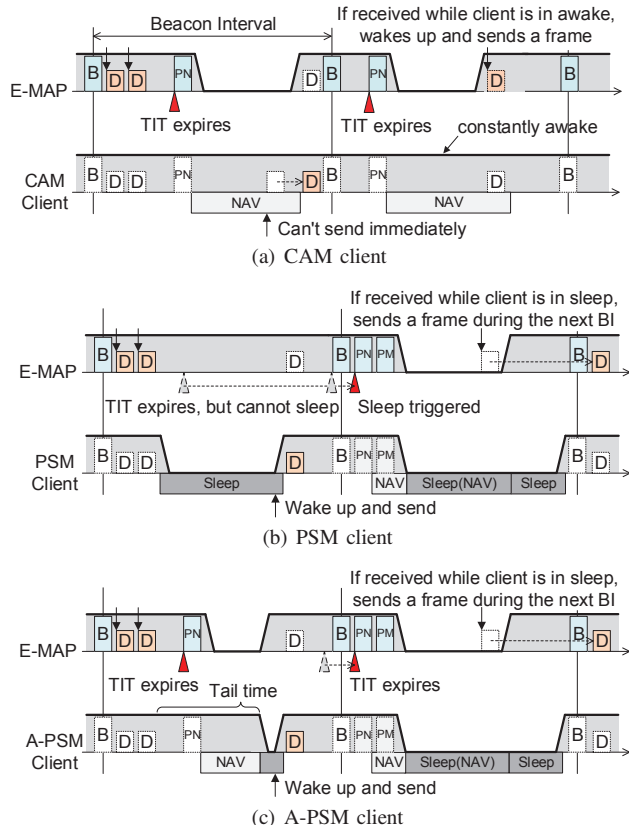 Beacon Interval
If received while client is in awake,
wakes up and sends a frame
B D D PN D B PN D B
E-MAP
TIT expires TIT expires
constantly awake
B D D PN D B PN D B
CAM
Client
NAV NAV
Can't send immediately
(a) CAM client
If received while client is in sleep,
sends a frame during the next BI
B D D D B PN PM B D
E-MAP
TIT expires, but cannot sleep Sleep triggered
B D D D B PN PM B D
PSM
Client
Sleep NAV Sleep(NAV) Sleep
Wake up and send
(b) PSM client
If received while client is in sleep,
sends a frame during the next BI
B D D PN D B PN PM B D
E-MAP
TIT expires TIT expires
Tail time
B D D PN D B PN PM B D
A-PSM
Client
NAV NAV Sleep(NAV) Sleep
Wake up and send
(c) A-PSM client